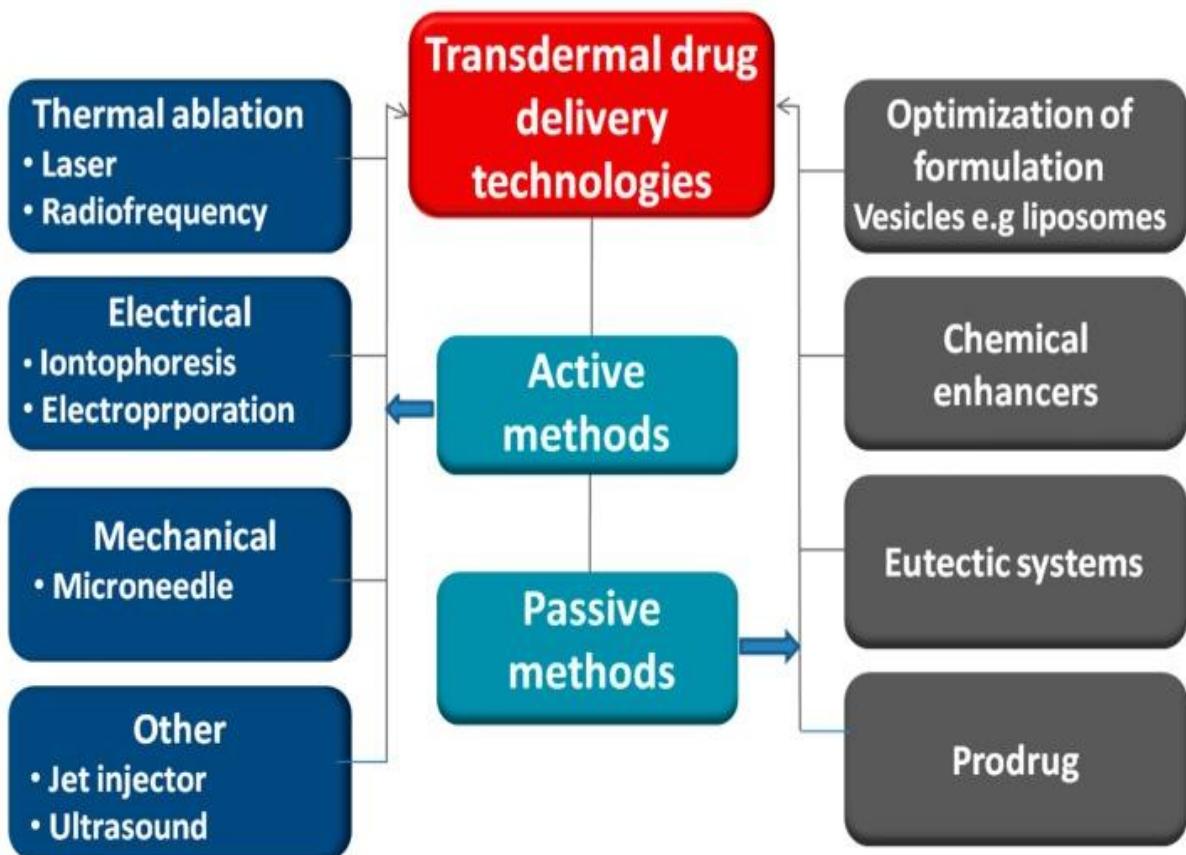 Transdermal drug
delivery
technologies
Thermal ablation
• Laser
• Radiofrequency
Electrical
• Iontophoresis
• Electroprporation
Mechanical
• Microneedle
Other
• Jet injector
• Ultrasound
Active
methods
Passive
methods
Optimization of
formulation
Vesicles e.g liposomes
Chemical
enhancers
Eutectic systems
Prodrug